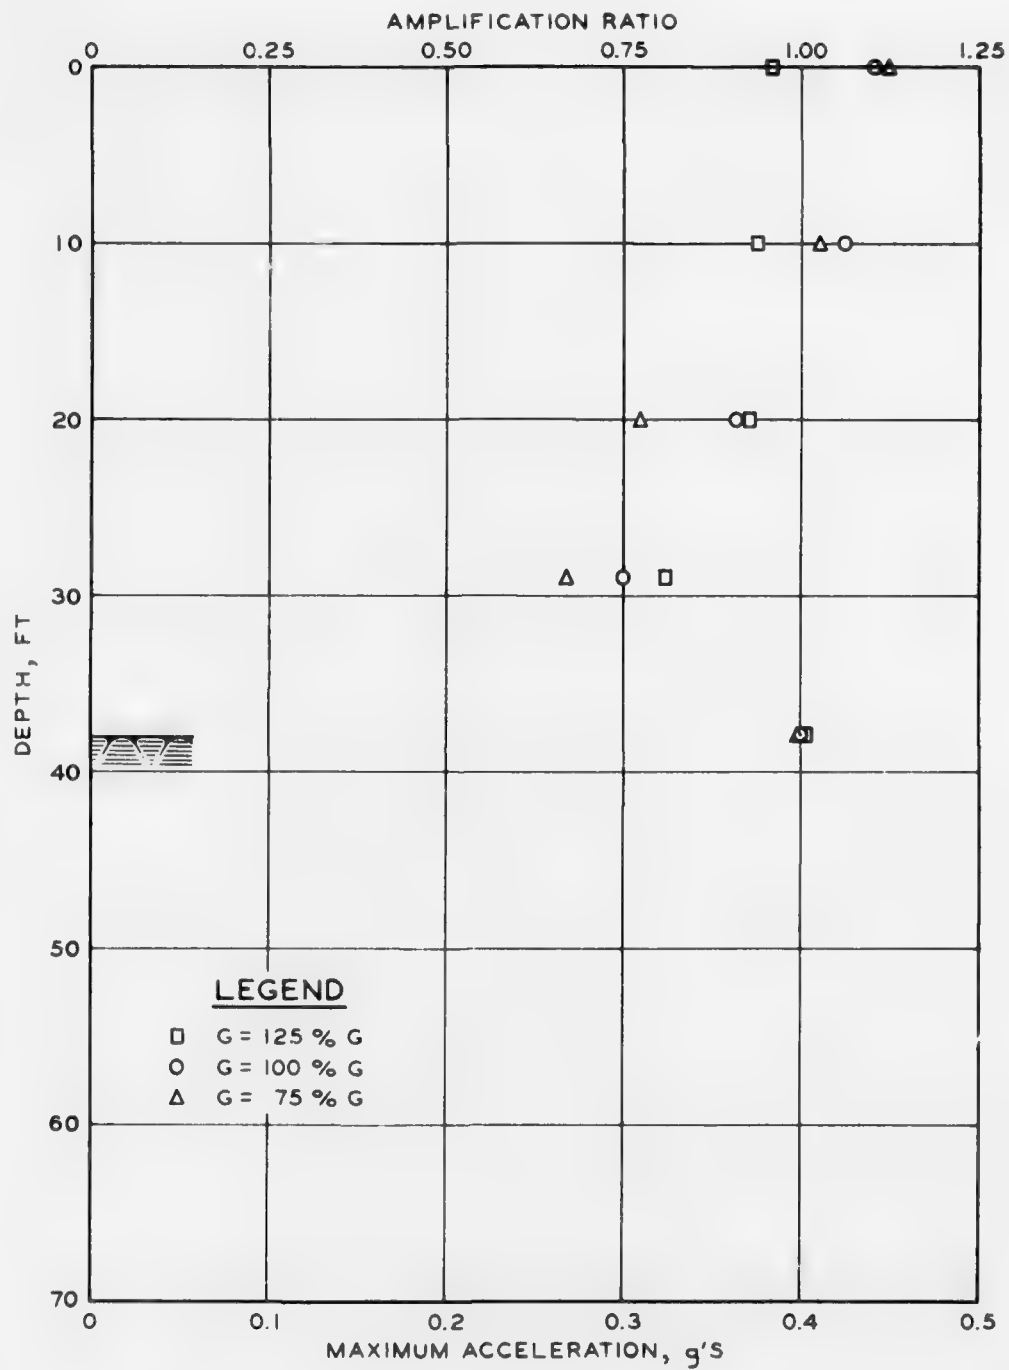 AMPLIFICATION RATIO
0 0.25 0.50 0.75 1.00 1.25
0
10
20
30
40
50
60
70
DEPTH, FT
LEGEND
G = 125 % G
G = 100 % G
G = 75 % G
0 0.1 0.2 0.3 0.4 0.5
MAXIMUM ACCELERATION, g'S